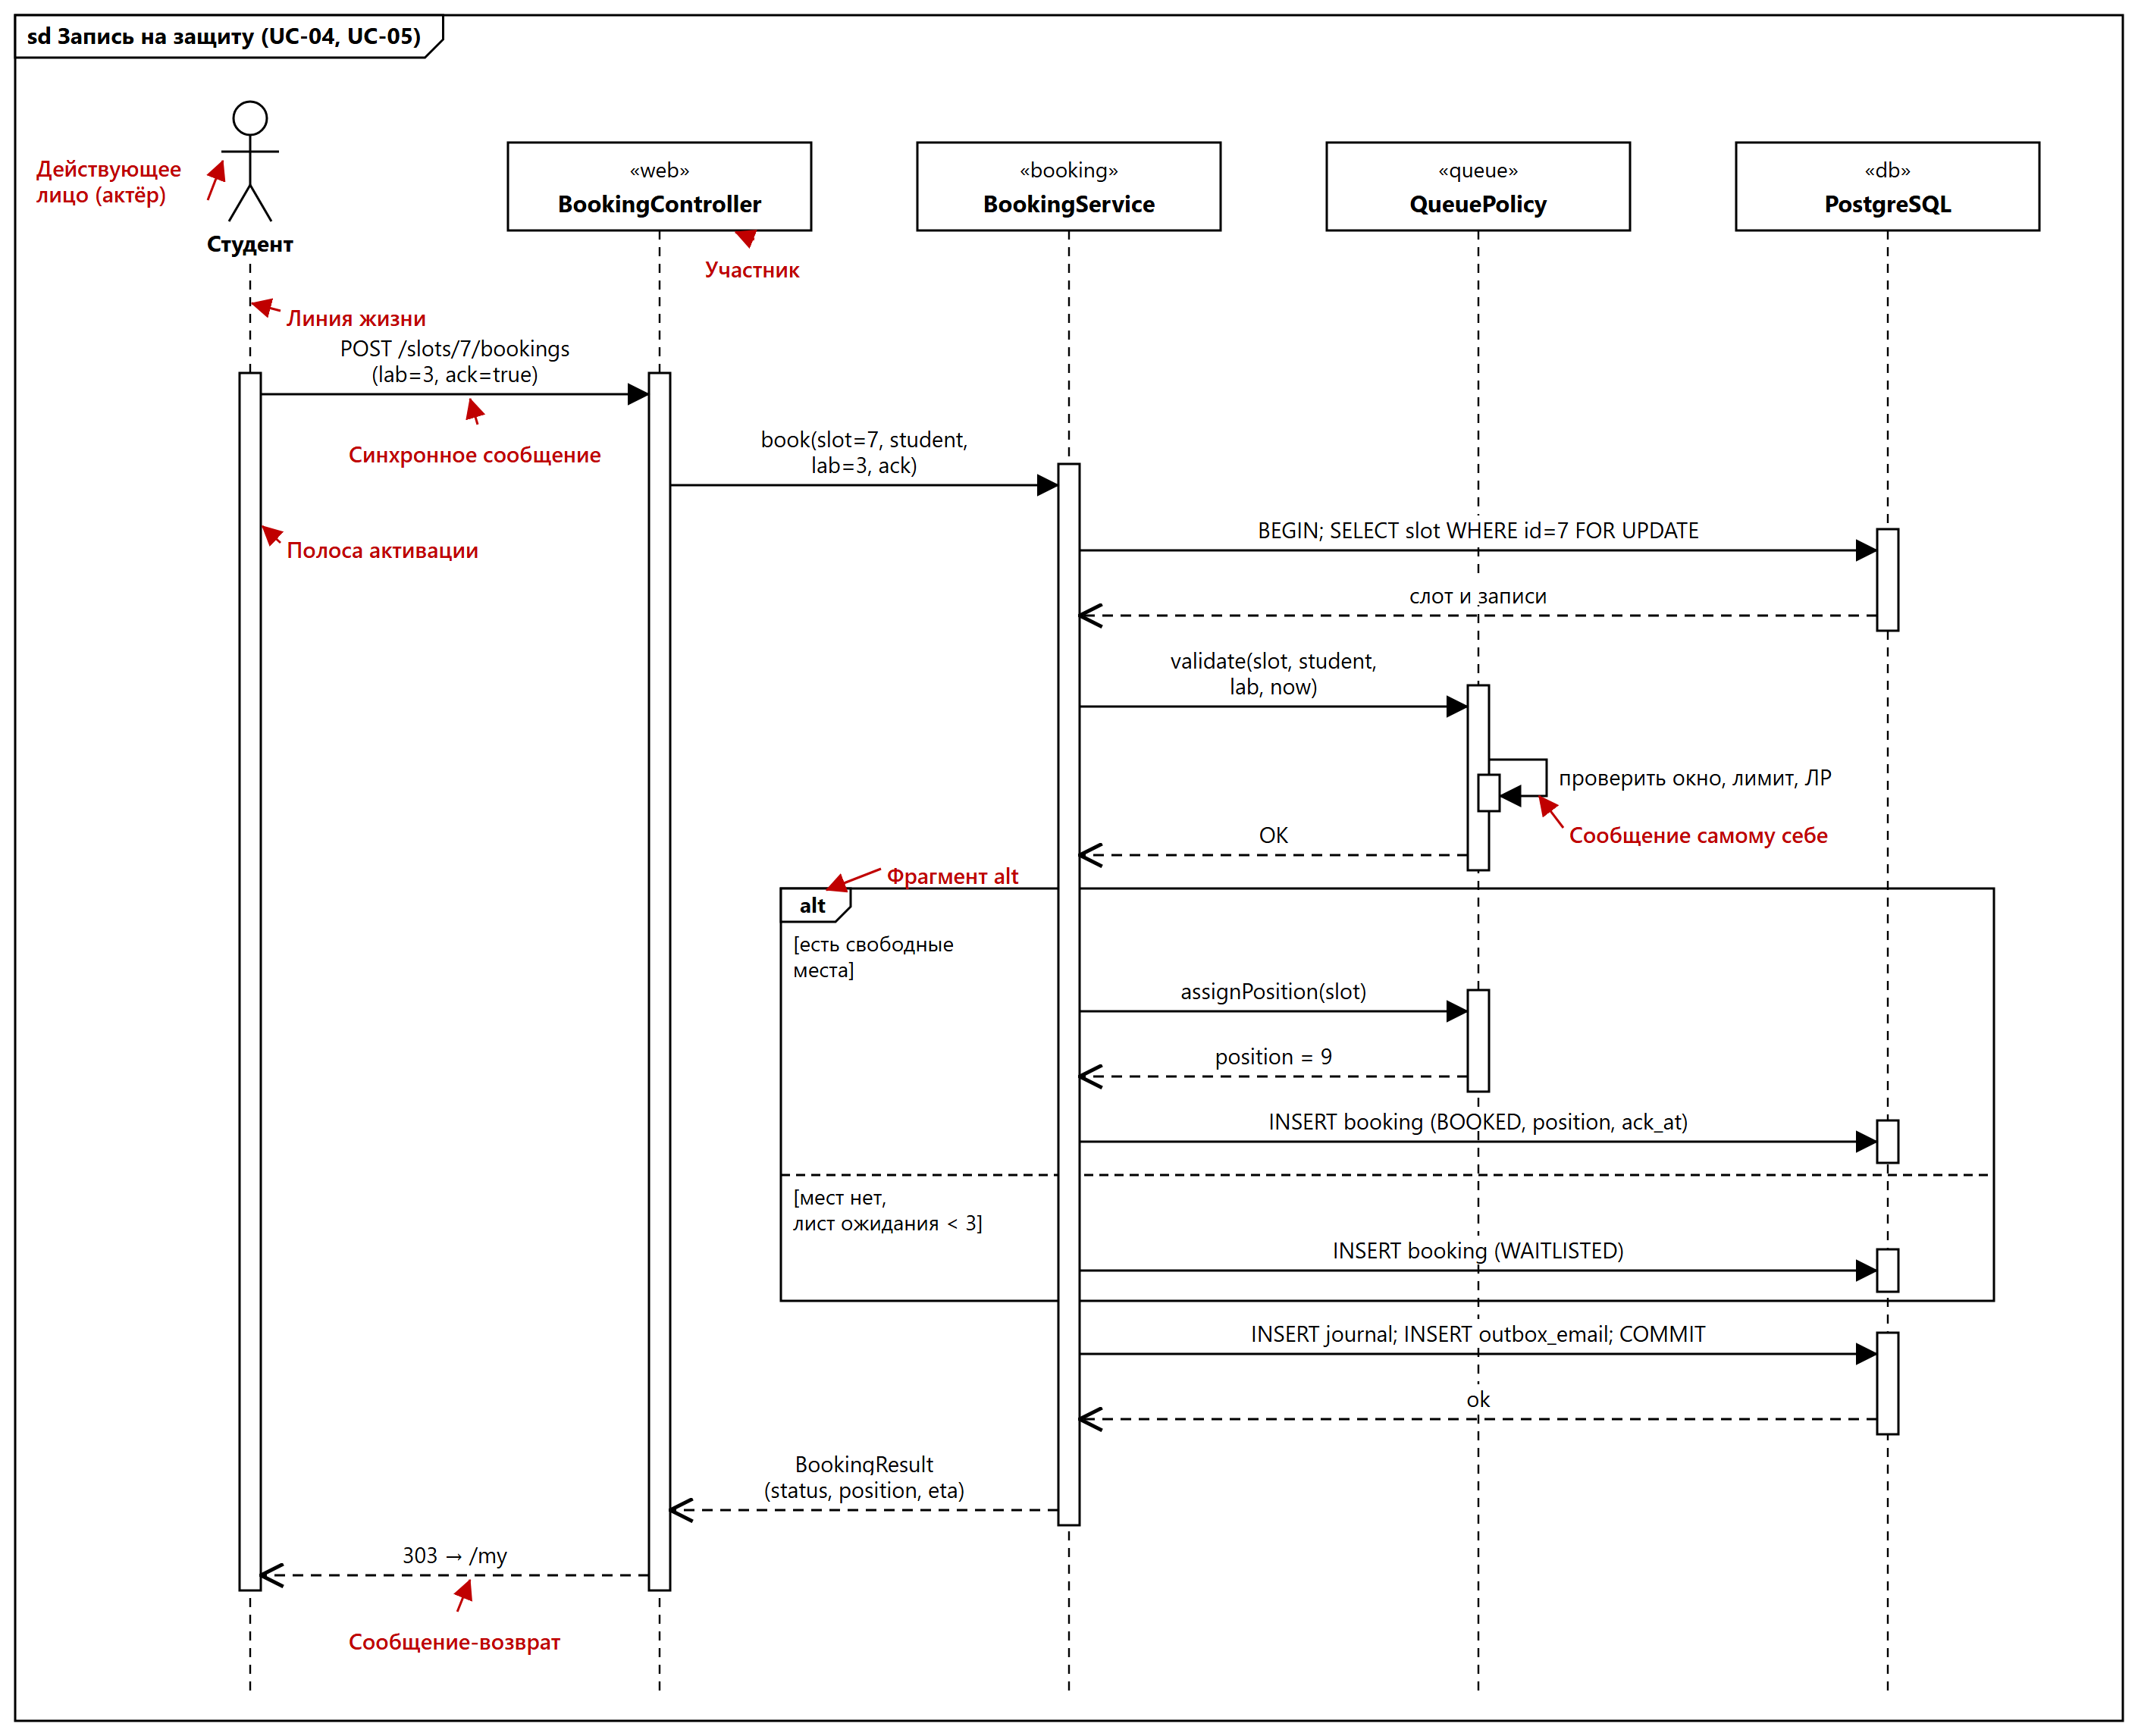 sd Запись на защиту (UC-04, UC-05)
Действующее
лицо (актёр)
Студент
«web»
BookingController
«booking»
BookingService
«queue»
QueuePolicy
«db»
PostgreSQL
Участник
Линия жизни
POST /slots/7/bookings
(lab=3, ack=true)
Синхронное сообщение
book(slot=7, student,
lab=3, ack)
Полоса активации
BEGIN; SELECT slot WHERE id=7 FOR UPDATE
слот и записи
validate(slot, student,
lab, now)
проверить окно, лимит, ЛР
Сообщение самому себе
OK
Фрагмент alt
alt
[есть свободные
места]
assignPosition(slot)
position = 9
INSERT booking (BOOKED, position, ack_at)
[мест нет,
лист ожидания < 3]
INSERT booking (WAITLISTED)
INSERT journal; INSERT outbox_email; COMMIT
ok
BookingResult
(status, position, eta)
303 → /my
Сообщение-возврат